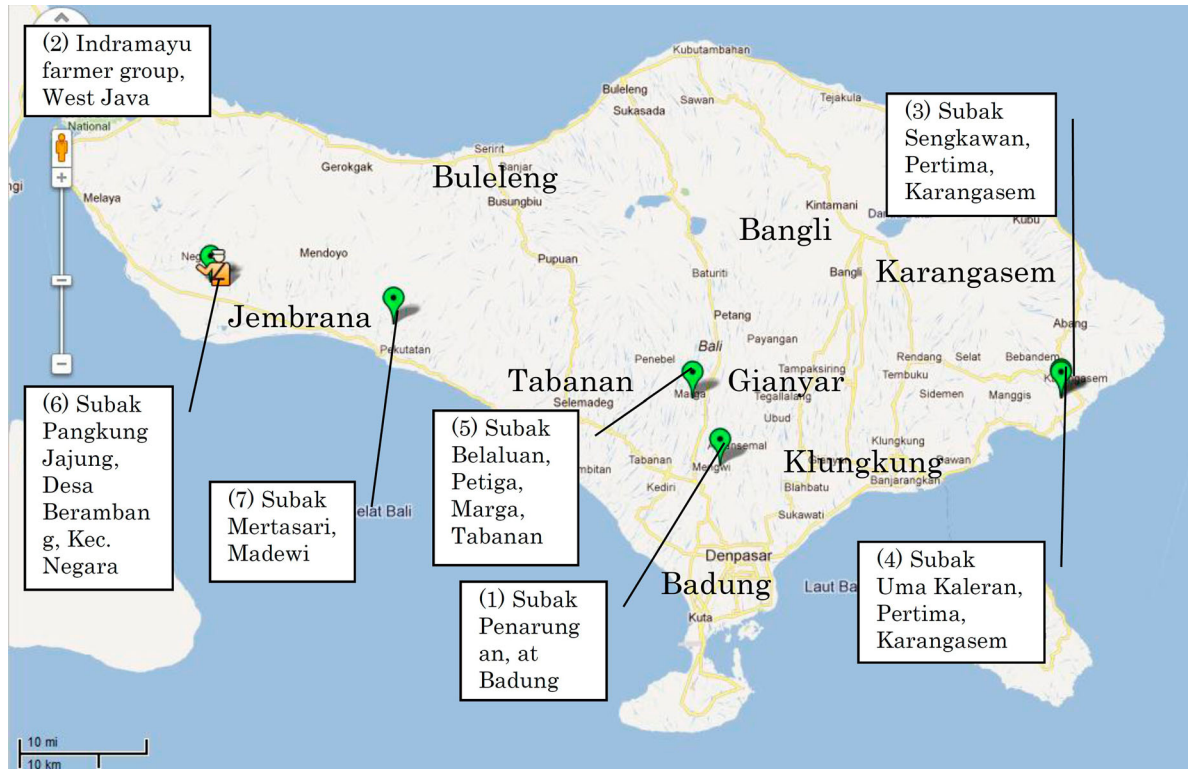 (2) Indramayu
farmer group,
West Java
National
Melaya
Gerokgak
Seririt
Banjar
Busungbiu
Buleleng
Kubutambahan
Buleleng
Sukasada
Sawan
Tejakula
(3) Subak
Sengkawan,
Pertima,
Karangasem
Kintamani
Kubu
Bangli
Mendoyo
Pupuan
Baturiti
Bangli
Karangasem
Jembrana
Pekutatan
Petang
Bali
Payangan
Abang
Penebel
Tampaksiring
Rendang
Selat
Bebandem
Tembuku
Tabanan
Gianyar
Marga
Tegallalang
Sidemen
Manggis
Selemadeg
Ubud
(6) Subak
Pangkung
Jajung,
Desa
Beramban
g, Kec.
Negara
(7) Subak
Mertasari,
Madewi
elat Bali
(5) Subak
Belaluan,
Petiga,
Marga,
Tabanan
Tabanan
Mengwi
Kediri
Klungkung
Klungkung
Dawan
Banjarangkan
Blahbatu
Sukawati
Denpasar
Badung
Kuta
Laut Ba
(1) Subak
Penarung
an, at
Badung
(4) Subak
Uma Kaleran,
Pertima,
Karangasem
10 mi
10 km